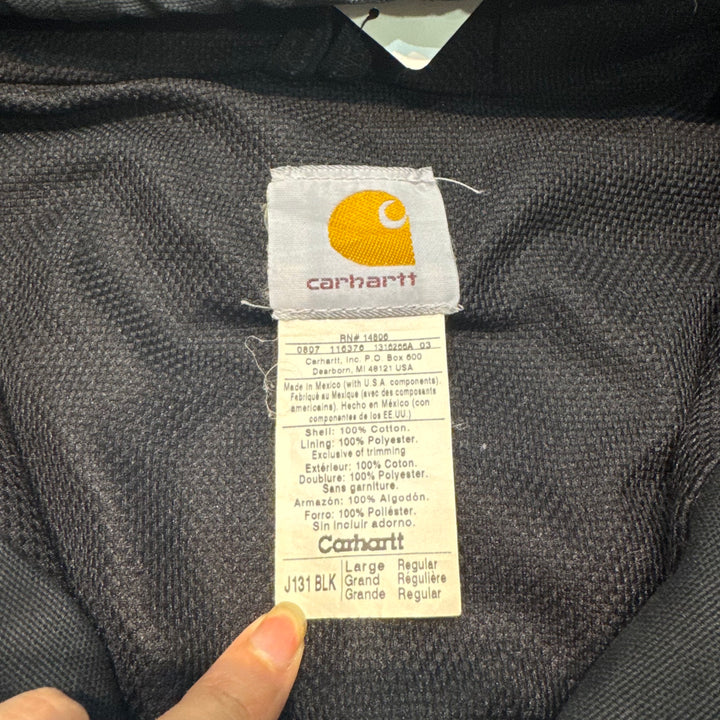 carhartt
RN# 14806
0807 116376 1316256A 03
Carhartt, Inc. P.O. Box 600
Dearborn, MI 48121 USA
Made in Mexico (with U.S.A. components).
Fabriqué au Mexique (avec des composants
americains). Hecho en México (con
componentes de los EE.UU.)
Shell: 100% Cotton.
Lining: 100% Polyester.
Exclusive of trimming
Extérieur: 100% Coton.
Doublure: 100% Polyester.
Sans garniture.
Armazón: 100% Algodón.
Forro: 100% Poliéster.
Sin incluir adorno.
Carhartt
J131 BLK
Large Regular
Grand Régulière
Grande Regular